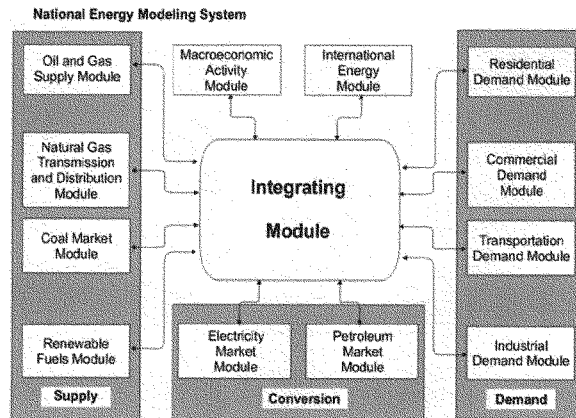 National Energy Modeling System
Oil and Gas
Supply Module
Macroeconomic
Activity
Module
International
Energy
Module
Residential
Demand Module
Natural Gas
Transmission
and Distribution
Module
Integrating
Module
Commercial
Demand
Module
Coal Market
Module
Transportation
Demand Module
Renewable
Fuels Module
Electricity
Market
Module
Petroleum
Market
Module
Industrial
Demand Module
Supply
Conversion
Demand